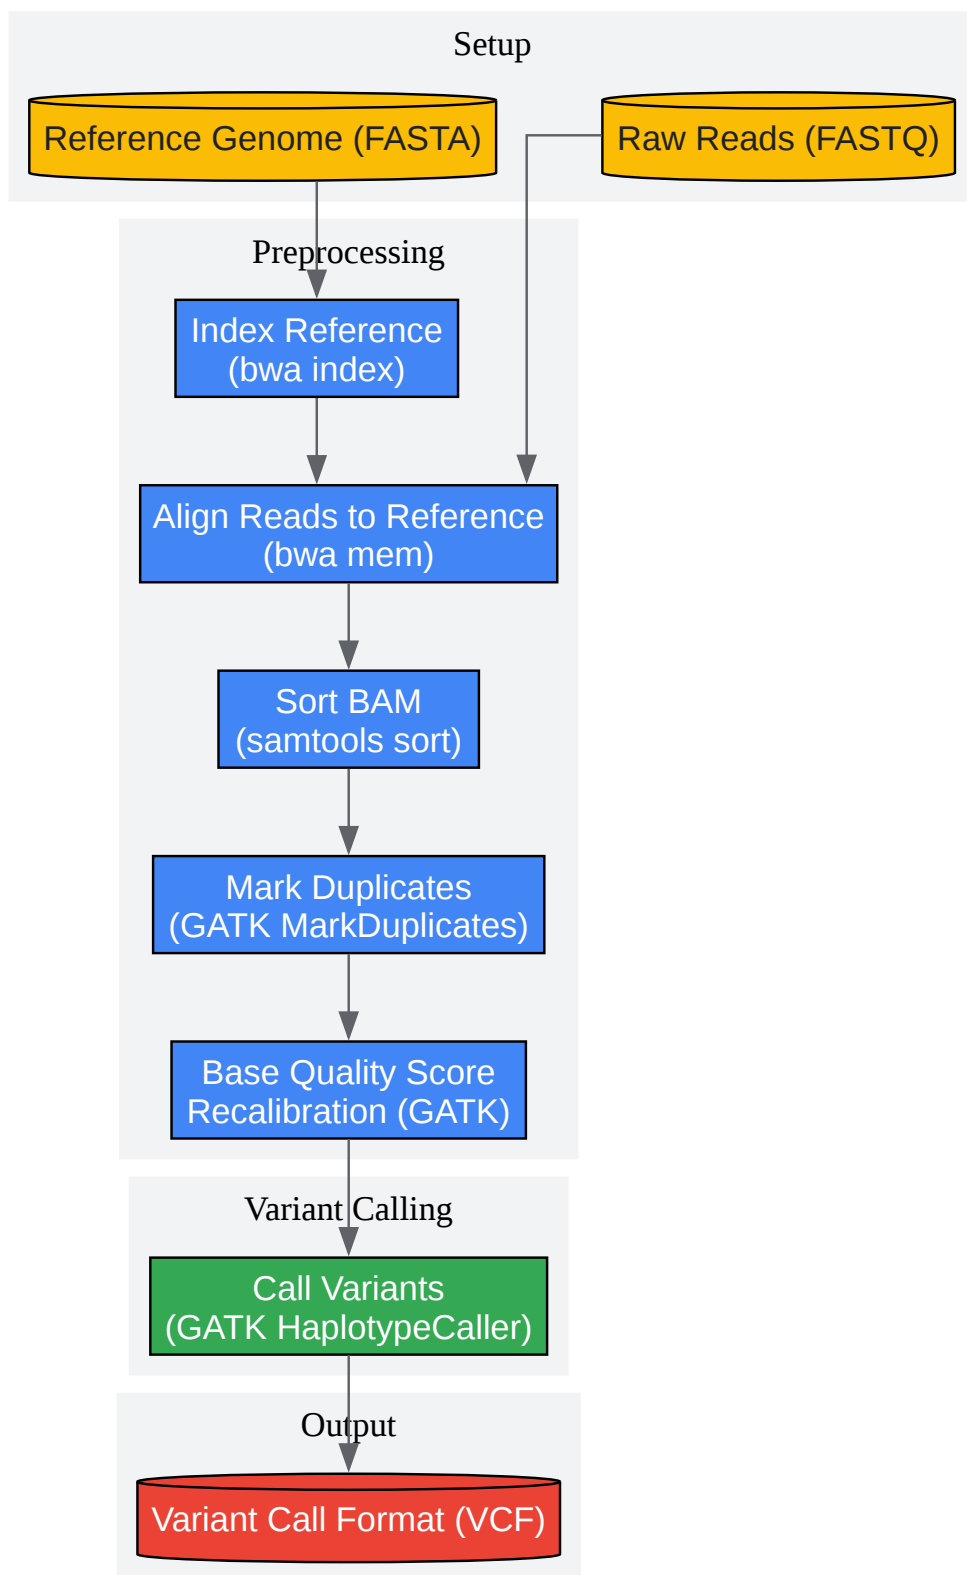 Setup
Reference Genome (FASTA)
Raw Reads (FASTQ)
Preprocessing
Index Reference
(bwa index)
Align Reads to Reference
(bwa mem)
Sort BAM
(samtools sort)
Mark Duplicates
(GATK MarkDuplicates)
Base Quality Score
Recalibration (GATK)
Variant Calling
Call Variants
(GATK HaplotypeCaller)
Output
Variant Call Format (VCF)